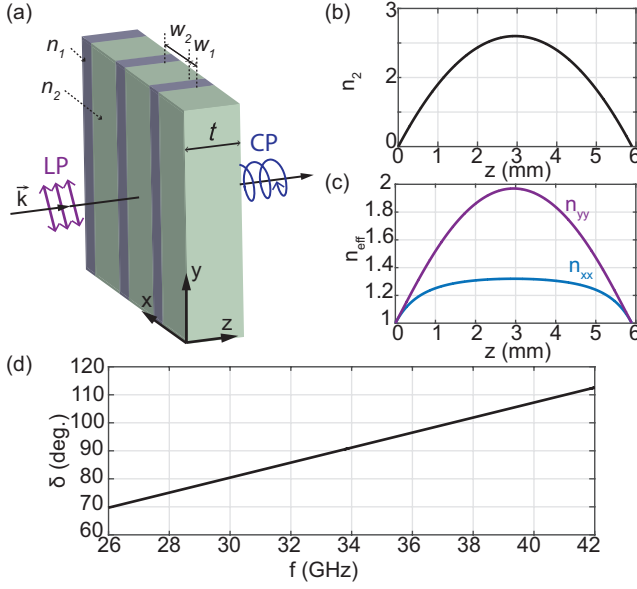 (a)
n1
n2
w2
w1
t
LP
CP
k
y
x
z
(b)
3
2
0
n2
0 1 2 3 4 5 6
z (mm)
(c)
2
1.8
1.6
1.4
1.2
1
neff
nyy
nxx
0 1 2 3 4 5 6
z (mm)
(d)
120
110
100
90
80
70
60
δ (deg.)
26 28 30 32 34 36 38 40 42
f (GHz)